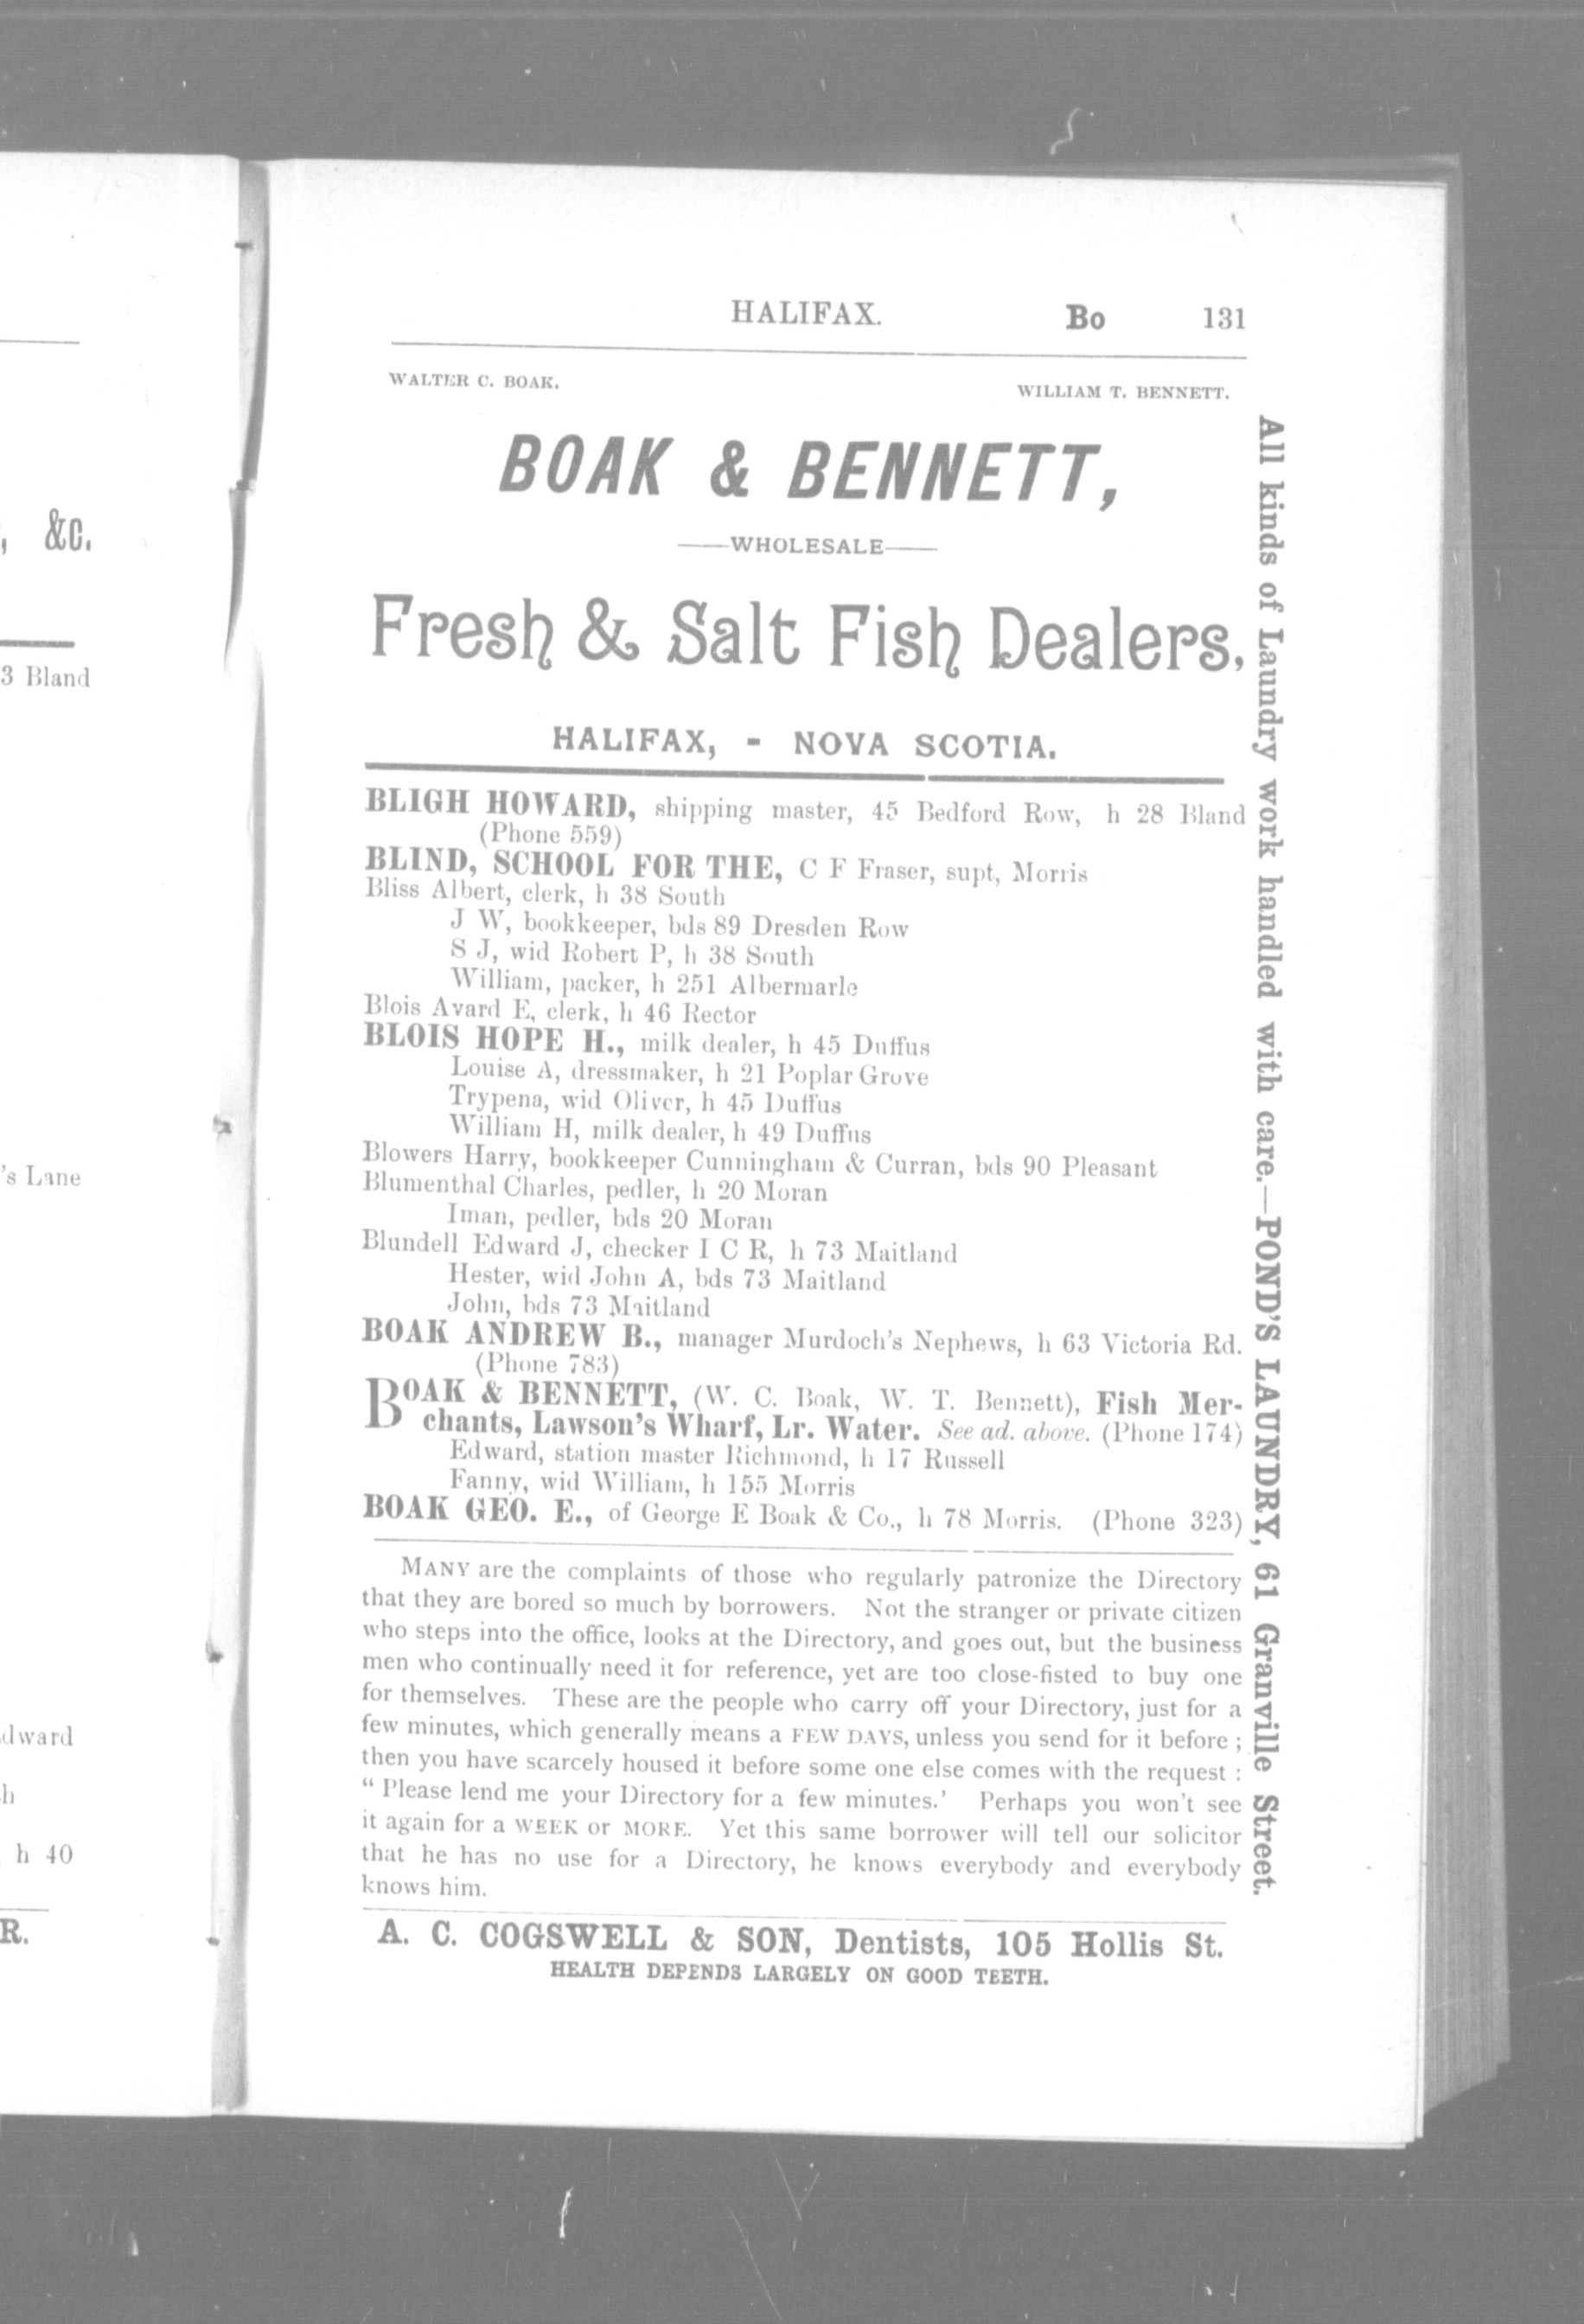 , &c.
3 Bland
's Lane
dward
h
h 40
R.
HALIFAX. Bo 131
WALTER C. BOAK. WILLIAM T. BENNETT.
BOAK & BENNETT,
WHOLESALE
Fresh & Salt Fish Dealers,
HALIFAX, - NOVA SCOTIA.
BLIGH HOWARD, shipping master, 45 Bedford Row, h 28 Bland
(Phone 559)
BLIND, SCHOOL FOR THE, C F Fraser, supt, Morris
Bliss Albert, clerk, h 38 South
J W, bookkeeper, bds 89 Dresden Row
S J, wid Robert P, h 38 South
William, packer, h 251 Albermarle
Blois Avard E, clerk, h 46 Rector
BLOIS HOPE H., milk dealer, h 45 Duffus
Louise A, dressmaker, h 21 Poplar Grove
Trypena, wid Oliver, h 45 Duffus
William H, milk dealer, h 49 Duffus
Blowers Harry, bookkeeper Cunningham & Curran, bds 90 Pleasant
Blumenthal Charles, pedler, h 20 Moran
Iman, pedler, bds 20 Moran
Blundell Edward J, checker I C R, h 73 Maitland
Hester, wid John A, bds 73 Maitland
John, bds 73 Maitland
BOAK ANDREW B., manager Murdoch's Nephews, h 63 Victoria Rd.
(Phone 783)
BOAK & BENNETT, (W. C. Boak, W. T. Bennett), Fish Mer-
chants, Lawson's Wharf, Lr. Water. See ad. above. (Phone 174)
Edward, station master Richmond, h 17 Russell
Fanny, wid William, h 155 Morris
BOAK GEO. E., of George E Boak & Co., h 78 Morris. (Phone 323)
MANY are the complaints of those who regularly patronize the Directory
that they are bored so much by borrowers. Not the stranger or private citizen
who steps into the office, looks at the Directory, and goes out, but the business
men who continually need it for reference, yet are too close-fisted to buy one
for themselves. These are the people who carry off your Directory, just for a
few minutes, which generally means a FEW DAYS, unless you send for it before ;
then you have scarcely housed it before some one else comes with the request :
“ Please lend me your Directory for a few minutes.’ Perhaps you won't see
it again for a WEEK or MORE. Yet this same borrower will tell our solicitor
that he has no use for a Directory, he knows everybody and everybody
knows him.
A. C. COGSWELL & SON, Dentists, 105 Hollis St.
HEALTH DEPENDS LARGELY ON GOOD TEETH.
All kinds of Laundry work handled with care.—POND'S LAUNDRY, 61 Granville Street.